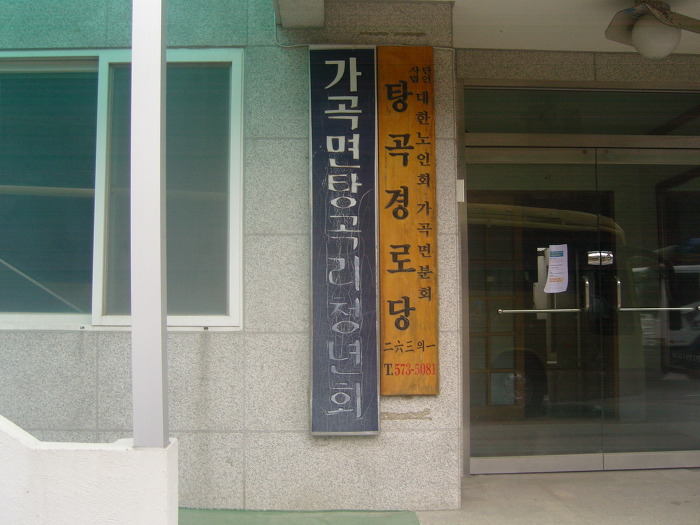 가곡면탕곡리청년회
사단
법인
대한노인회 가곡면분회
탕곡경로당
二六三의一
T.573-5081